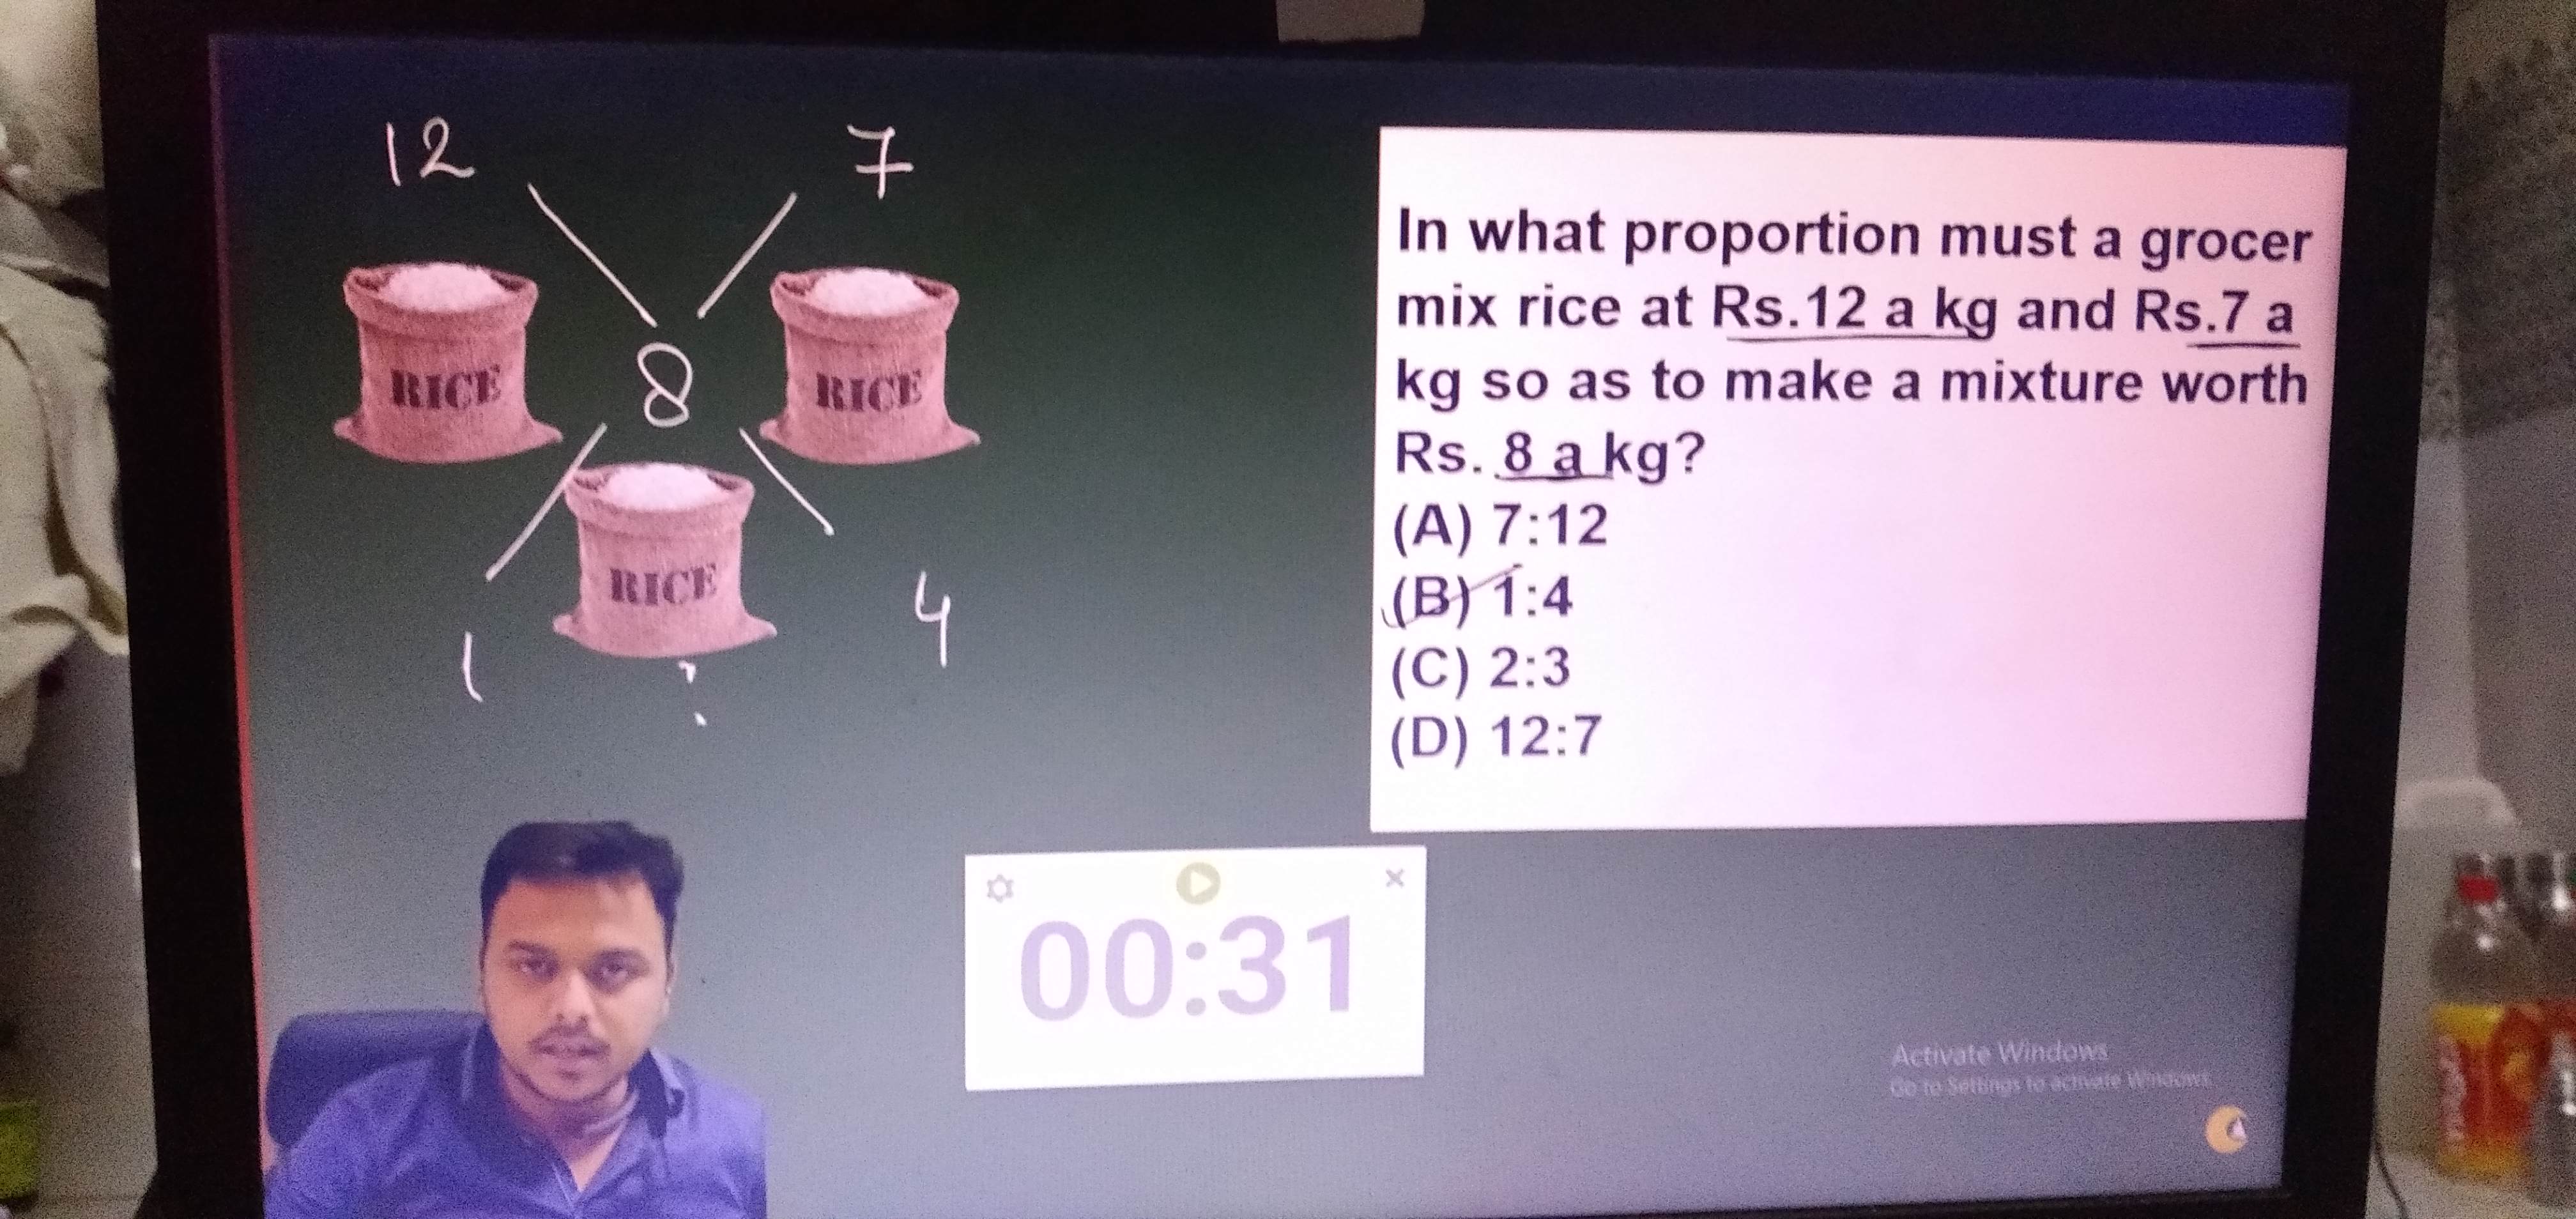 12
7
8
RICE
RICE
RICE
1
:
4
In what proportion must a grocer
mix rice at Rs.12 a kg and Rs.7 a
kg so as to make a mixture worth
Rs. 8 a kg?
(A) 7:12
(B) 1:4
(C) 2:3
(D) 12:7
00:31
Activate Windows
Go to Settings to activate Windows.